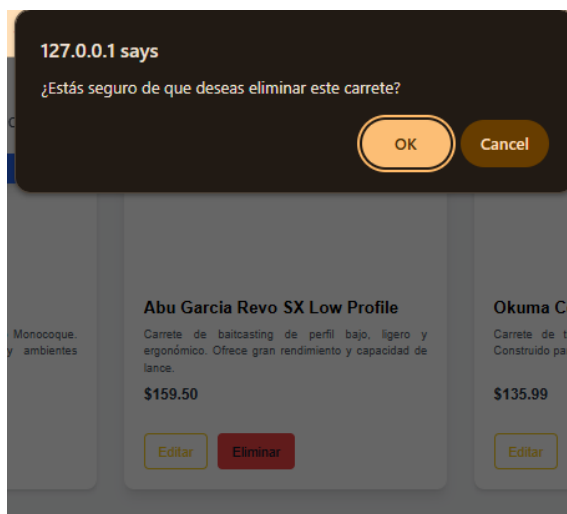 127.0.0.1 says
¿Estás seguro de que deseas eliminar este carrete?
OK
Cancel
Monocoque.
y ambientes
Abu Garcia Revo SX Low Profile
Carrete de baitcasting de perfil bajo, ligero y
ergonómico. Ofrece gran rendimiento y capacidad de
lance.
$159.50
Editar
Eliminar
Okuma C
Carrete de t
Construido pa
$135.99
Editar